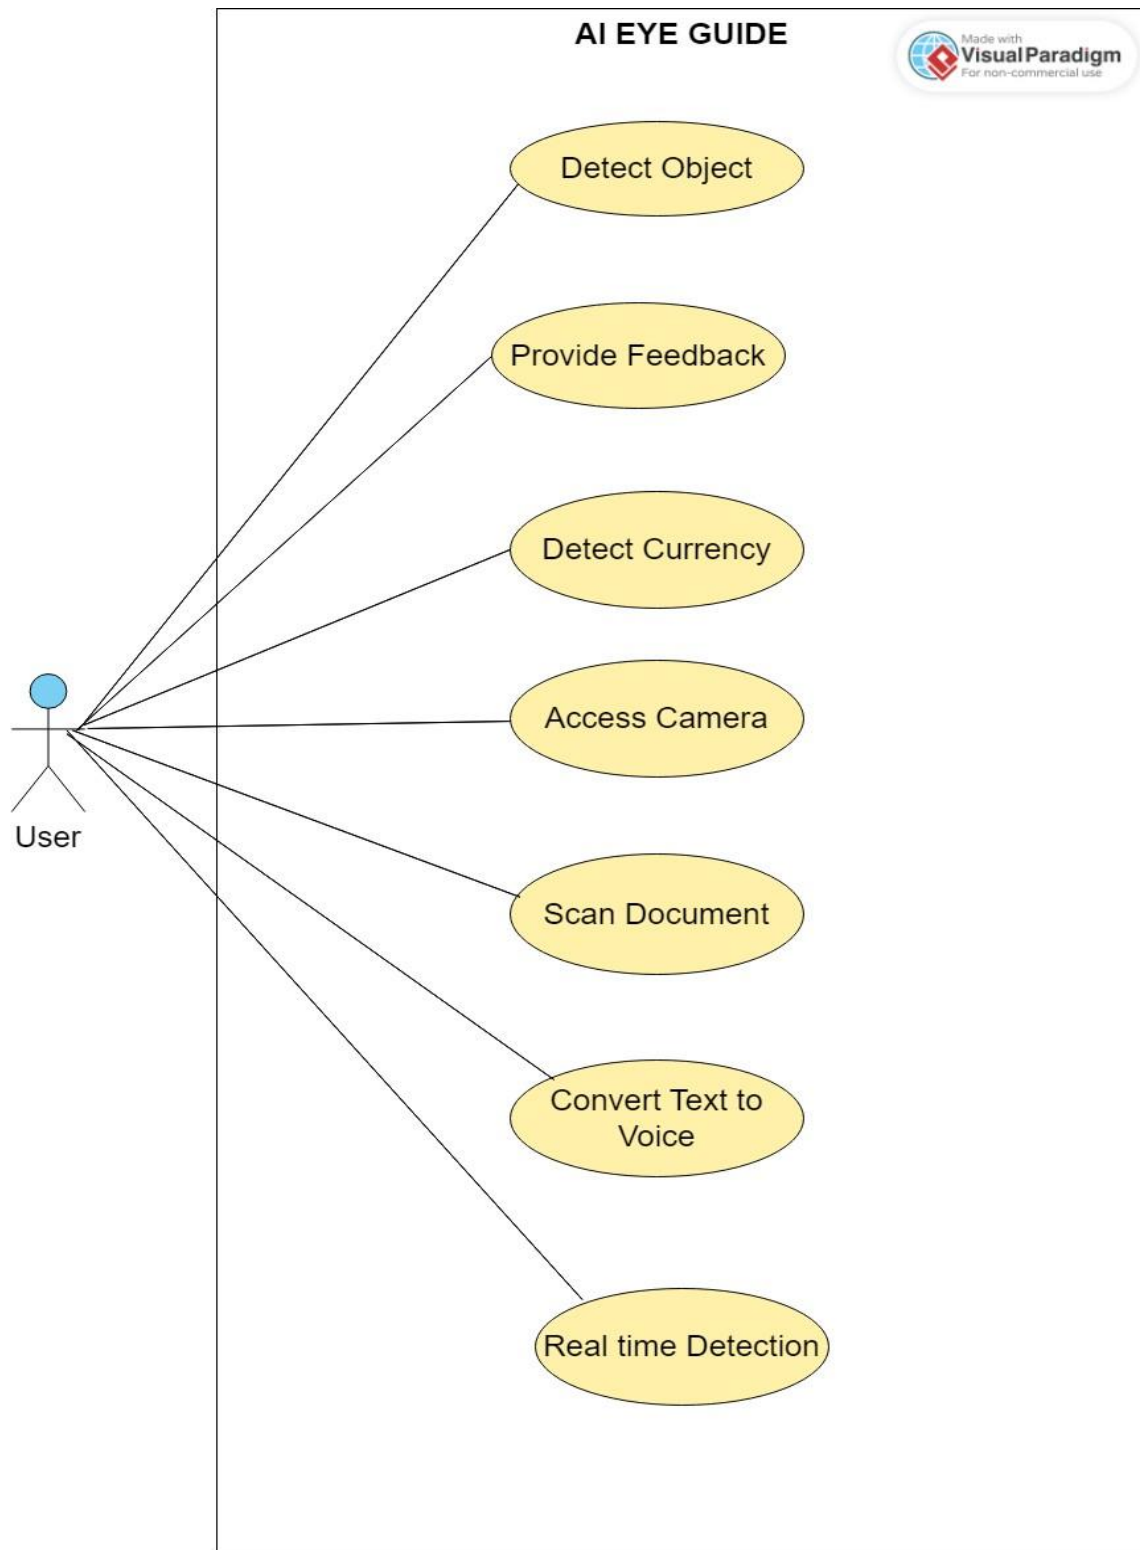 AI EYE GUIDE
Made with
Visual Paradigm
For non-commercial use
Detect Object
Provide Feedback
Detect Currency
Access Camera
User
Scan Document
Convert Text to
Voice
Real time Detection